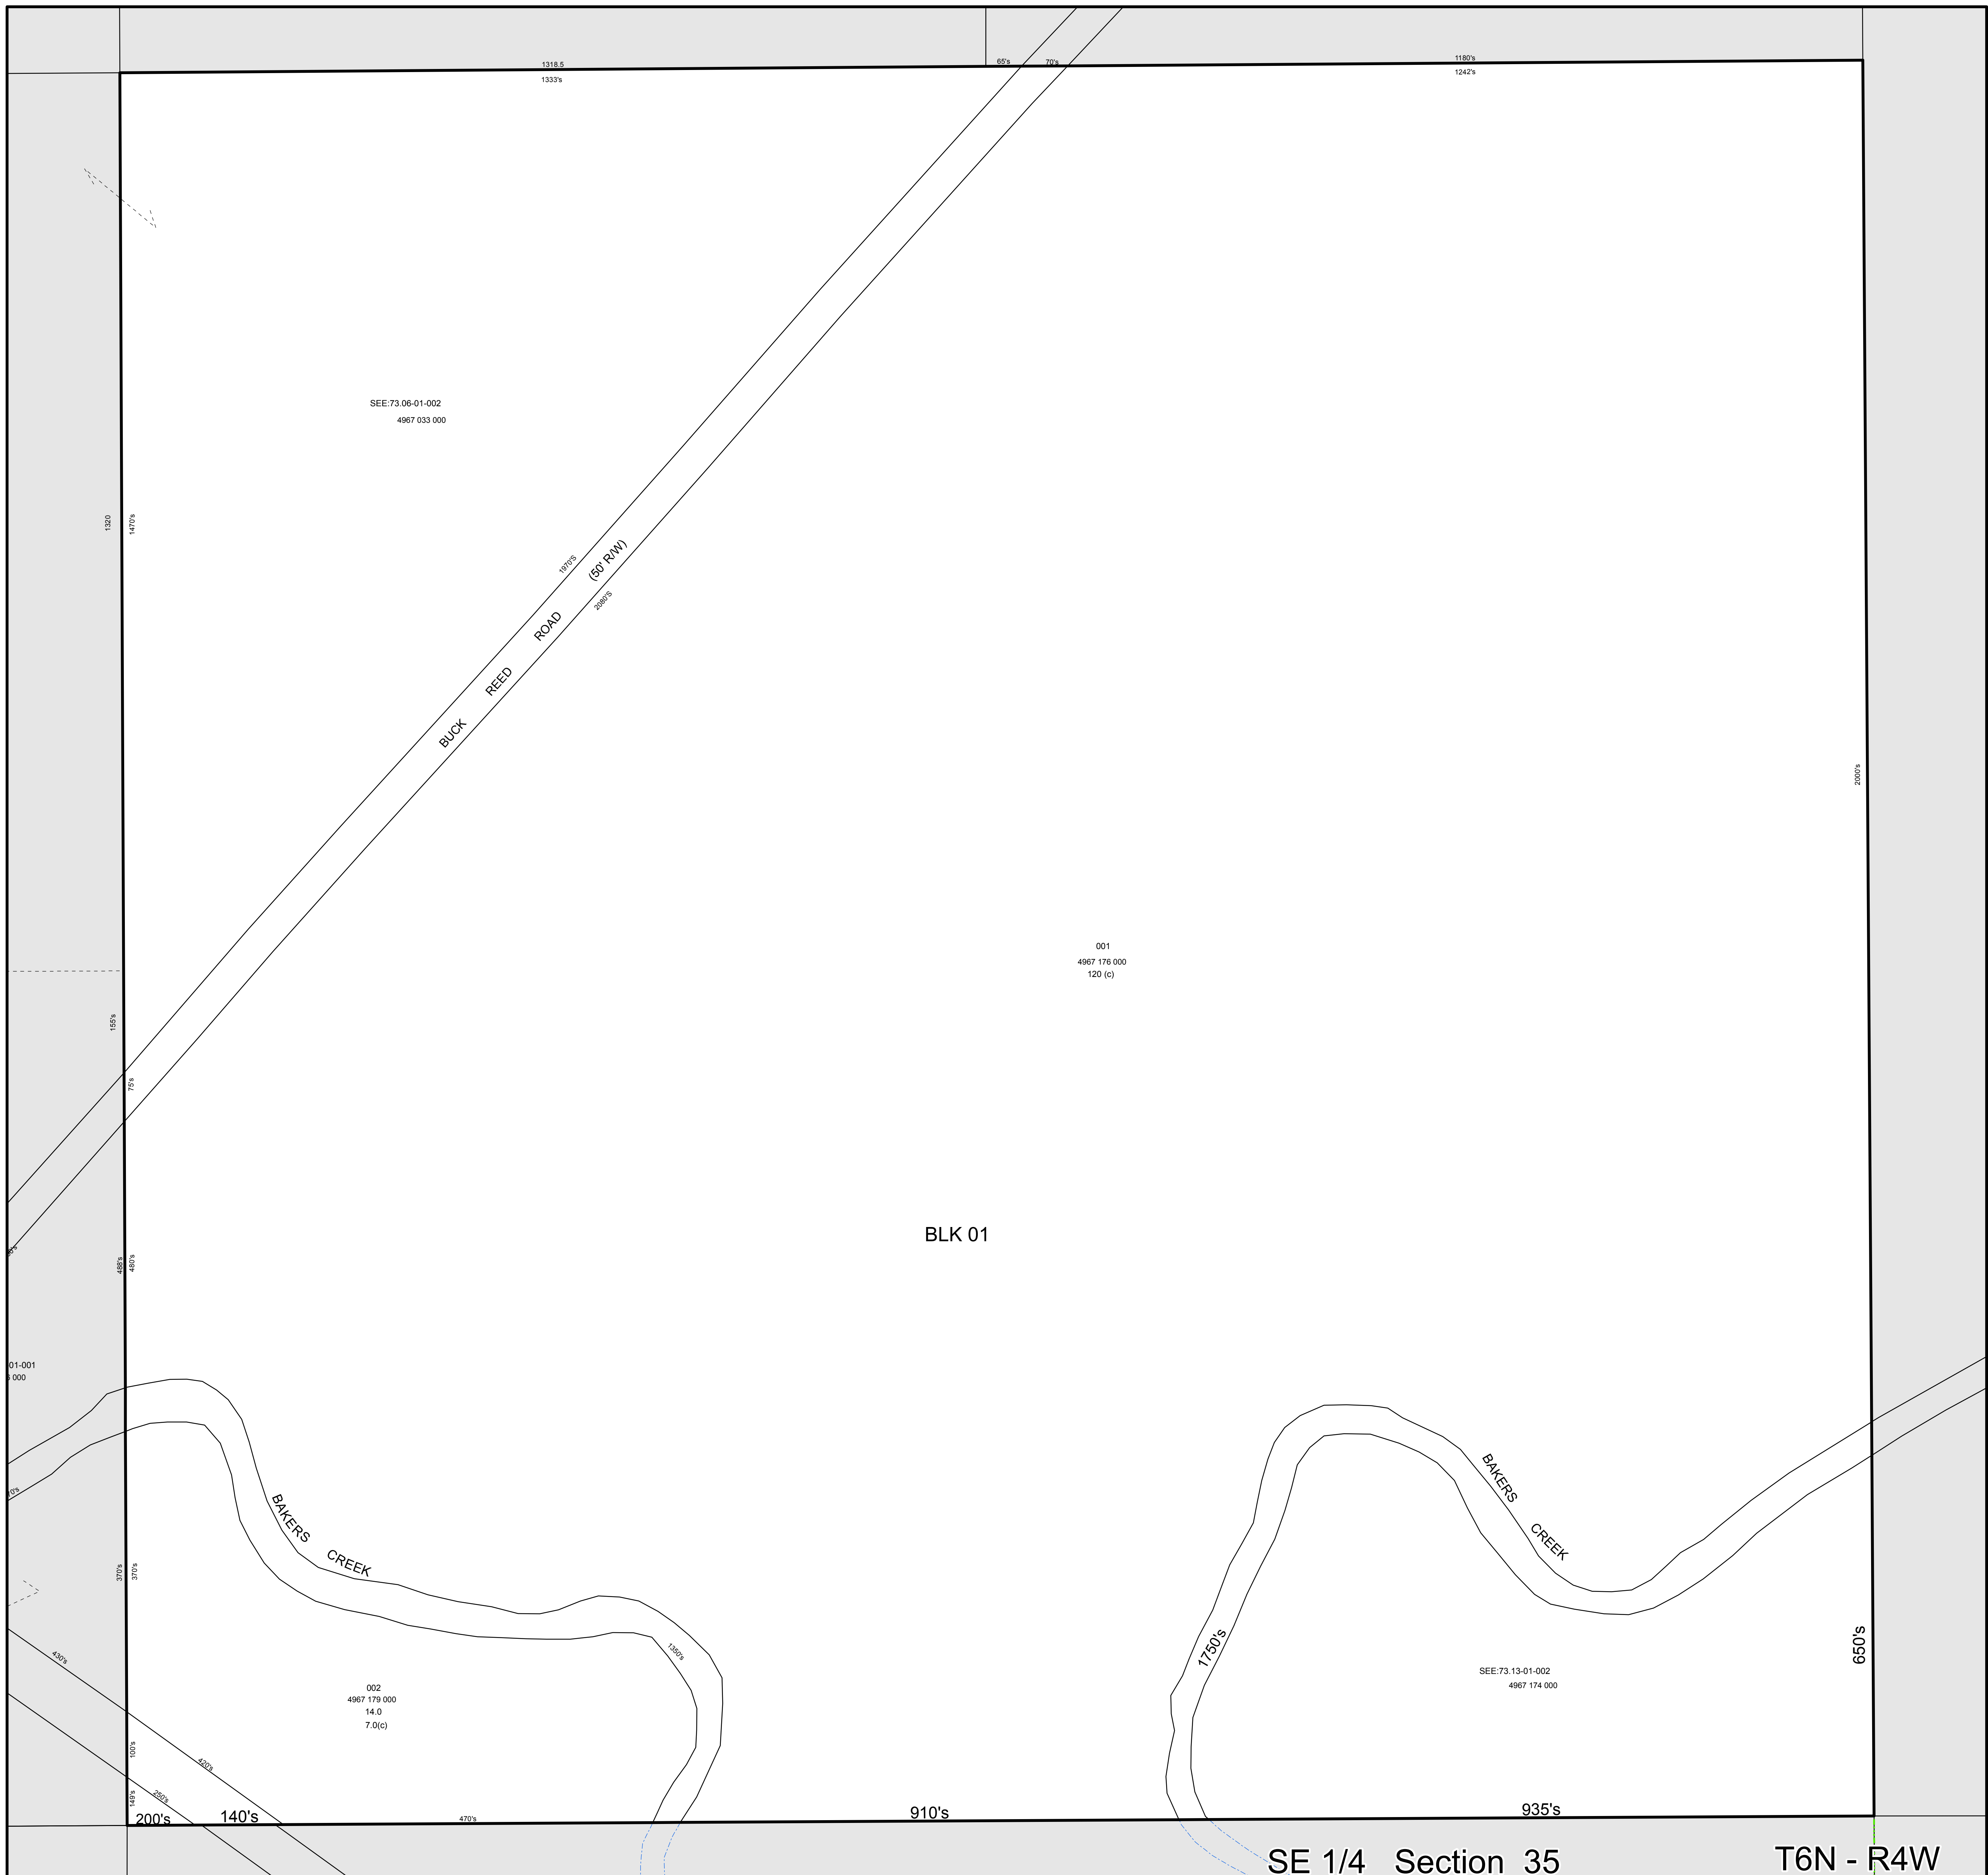 1318.5
1333's
65's
70's
1180's
1242's
SEE:73.06-01-002
4967 033 000
1320
1470's
1970'S
(50' R/W)
2080'S
ROAD
REED
BUCK
2000's
001
4967 176 000
120 (c)
155's
75's
BLK 01
488's
480's
01-001
000
BAKERS
CREEK
BAKERS
CREEK
70's
370's
370's
1350's
1750's
650's
430's
SEE:73.13-01-002
4967 174 000
002
4967 179 000
14.0
7.0(c)
100's
420's
149's
250's
200's
140's
470's
910's
935's
SE 1/4 Section 35
T6N - R4W